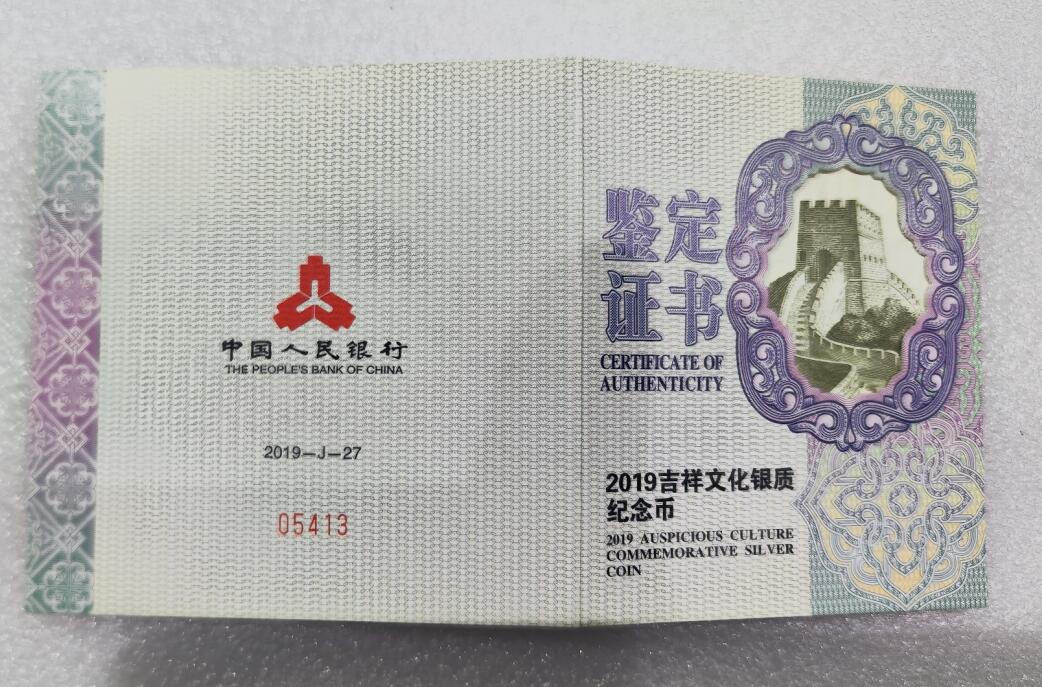 中国人民银行
THE PEOPLE'S BANK OF CHINA
2019—J—27
05413
鉴定
证书
CERTIFICATE OF
AUTHENTICITY
2019吉祥文化银质
纪念币
2019 AUSPICIOUS CULTURE
COMMEMORATIVE SILVER
COIN